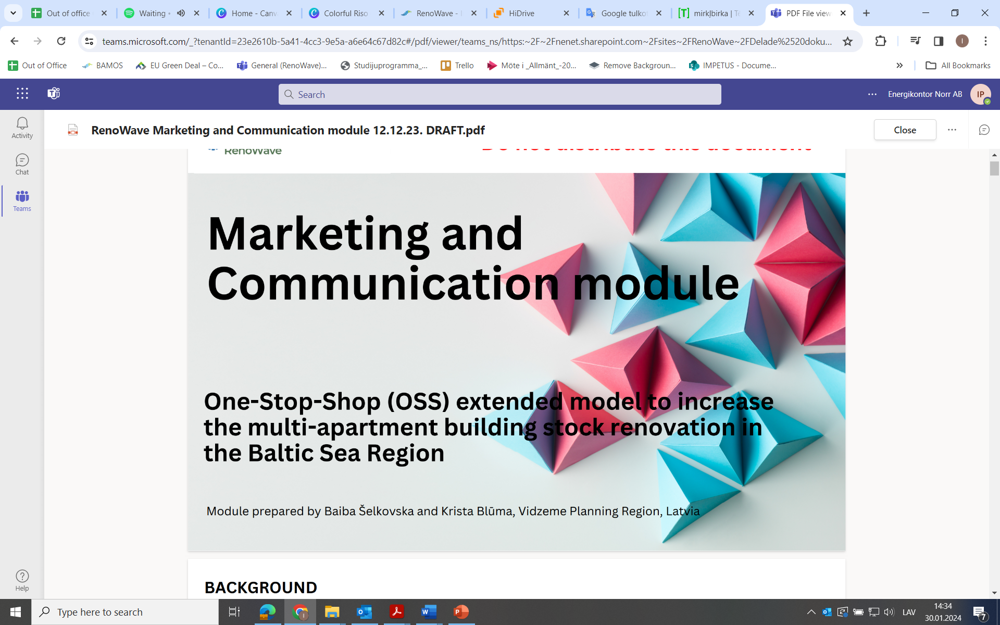 Out of office
Waiting •
Home - Canv
Colorful Riso
RenoWave -
HiDrive
Google tulko
mirkļbirka | Te
PDF File view
teams.microsoft.com/_?tenantId=23e2610b-5a41-4cc3-9e5a-a6e64c67d82c#/pdf/viewer/teams_ns/https:~2F~2Fnenet.sharepoint.com~2Fsites~2FRenoWave~2FDelade%2520doku...
Out of Office
BAMOS
EU Green Deal – Co...
General (RenoWave)...
Studijuprogramma_...
Trello
Möte i _Allmänt_-20...
Remove Backgroun...
IMPETUS - Docume...
All Bookmarks
Search
Energikontor Norr AB
IP
RenoWave Marketing and Communication module 12.12.23. DRAFT.pdf
Close
Activity
Chat
Teams
Help
RenoWave
Do not distribute this document
Marketing and
Communication module
One-Stop-Shop (OSS) extended model to increase
the multi-apartment building stock renovation in
the Baltic Sea Region
Module prepared by Baiba Šelkovska and Krista Blūma, Vidzeme Planning Region, Latvia
BACKGROUND
Type here to search
LAV
14:34
30.01.2024
7